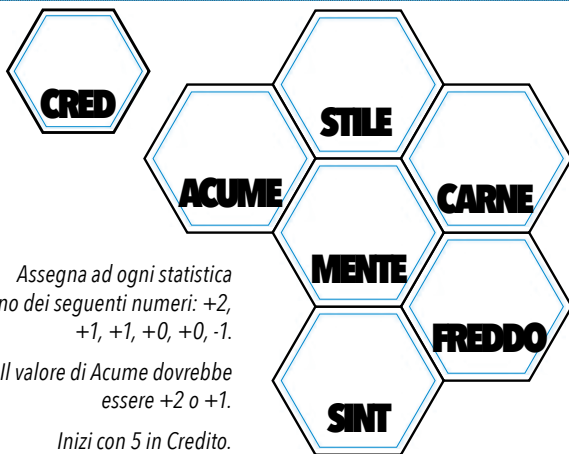 CRED
STILE
ACUME
CARNE
MENTE
FREDDO
SINT
Assegna ad ogni statistica
no dei seguenti numeri: +2,
+1, +1, +0, +0, -1.
Il valore di Acume dovrebbe
essere +2 o +1.
Inizi con 5 in Credito.